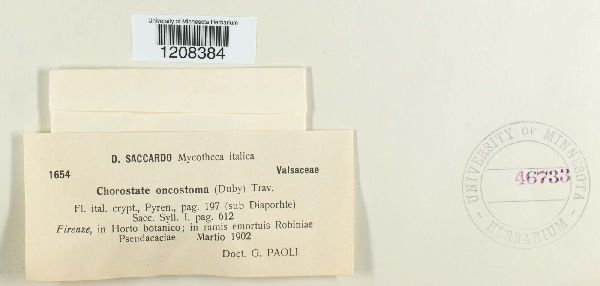 University of Minnesota Herbarium
1208384
D. SACCARDO Mycotheca italica
1654
Valsaceae
Chorostate oncostoma (Duby) Trav.
Fl. ital. crypt., Pyren., pag. 197 (sub Diaporhte)
Sacc. Syll. I. pag. 612
Firenze, in Horto botanico; in ramis emortuis Robiniae
Pseudacaciae Martio 1902
Doct. G. PAOLI
UNIVERSITY OF MINNESOTA
46733
HERBARIUM